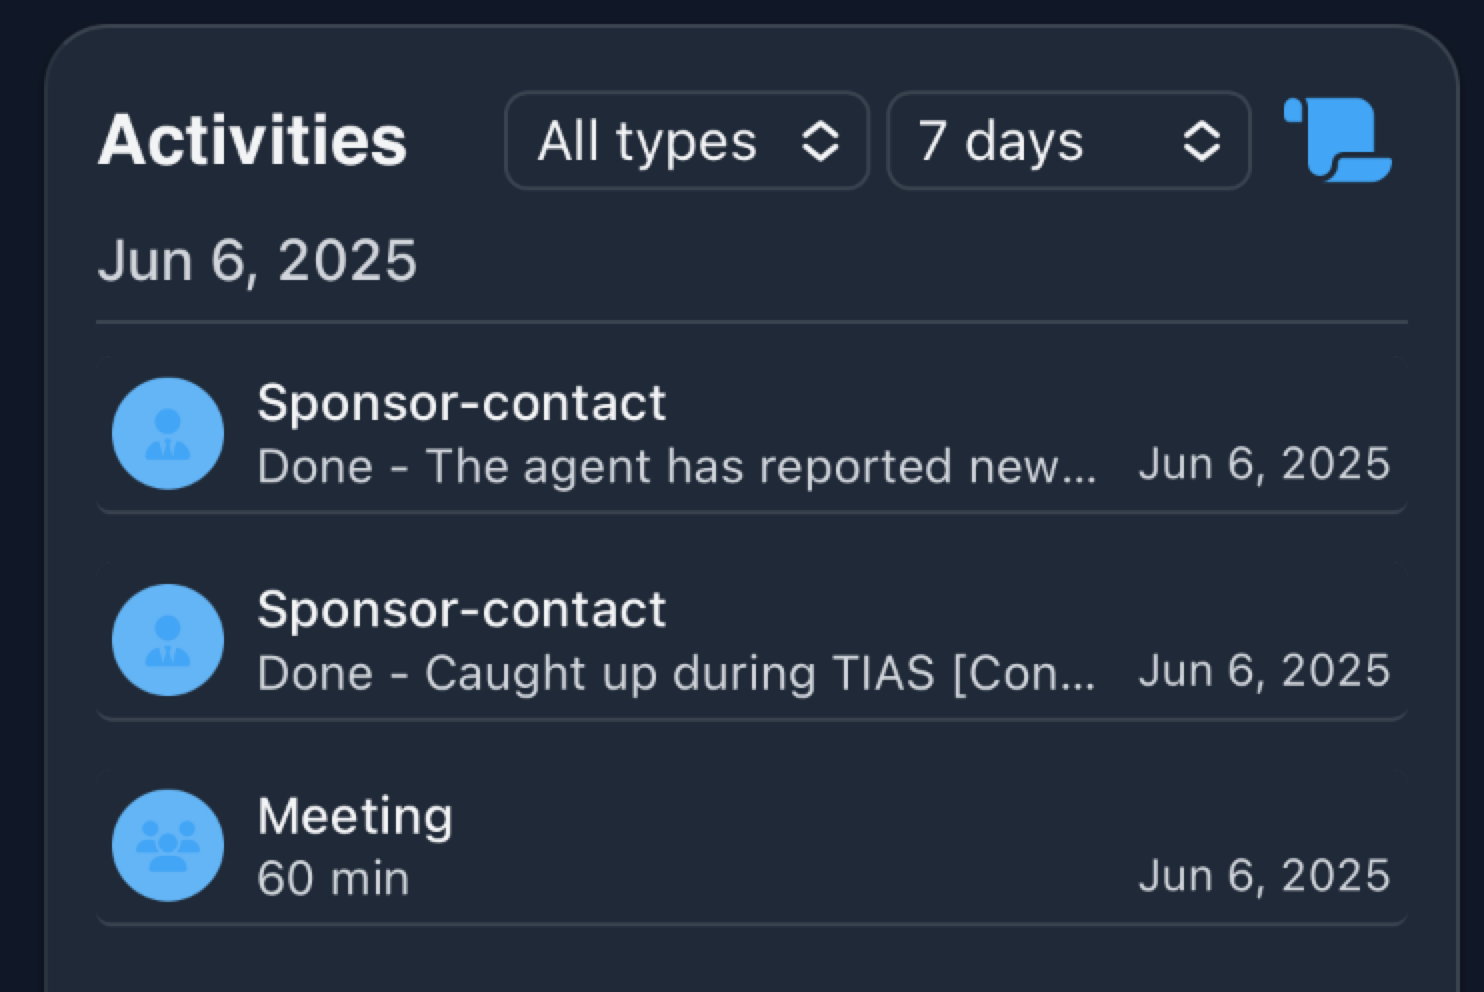 Activities All types 7 days
Jun 6, 2025
Sponsor-contact
Done - The agent has reported new... Jun 6, 2025
Sponsor-contact
Done - Caught up during TIAS [Con... Jun 6, 2025
Meeting
60 min Jun 6, 2025